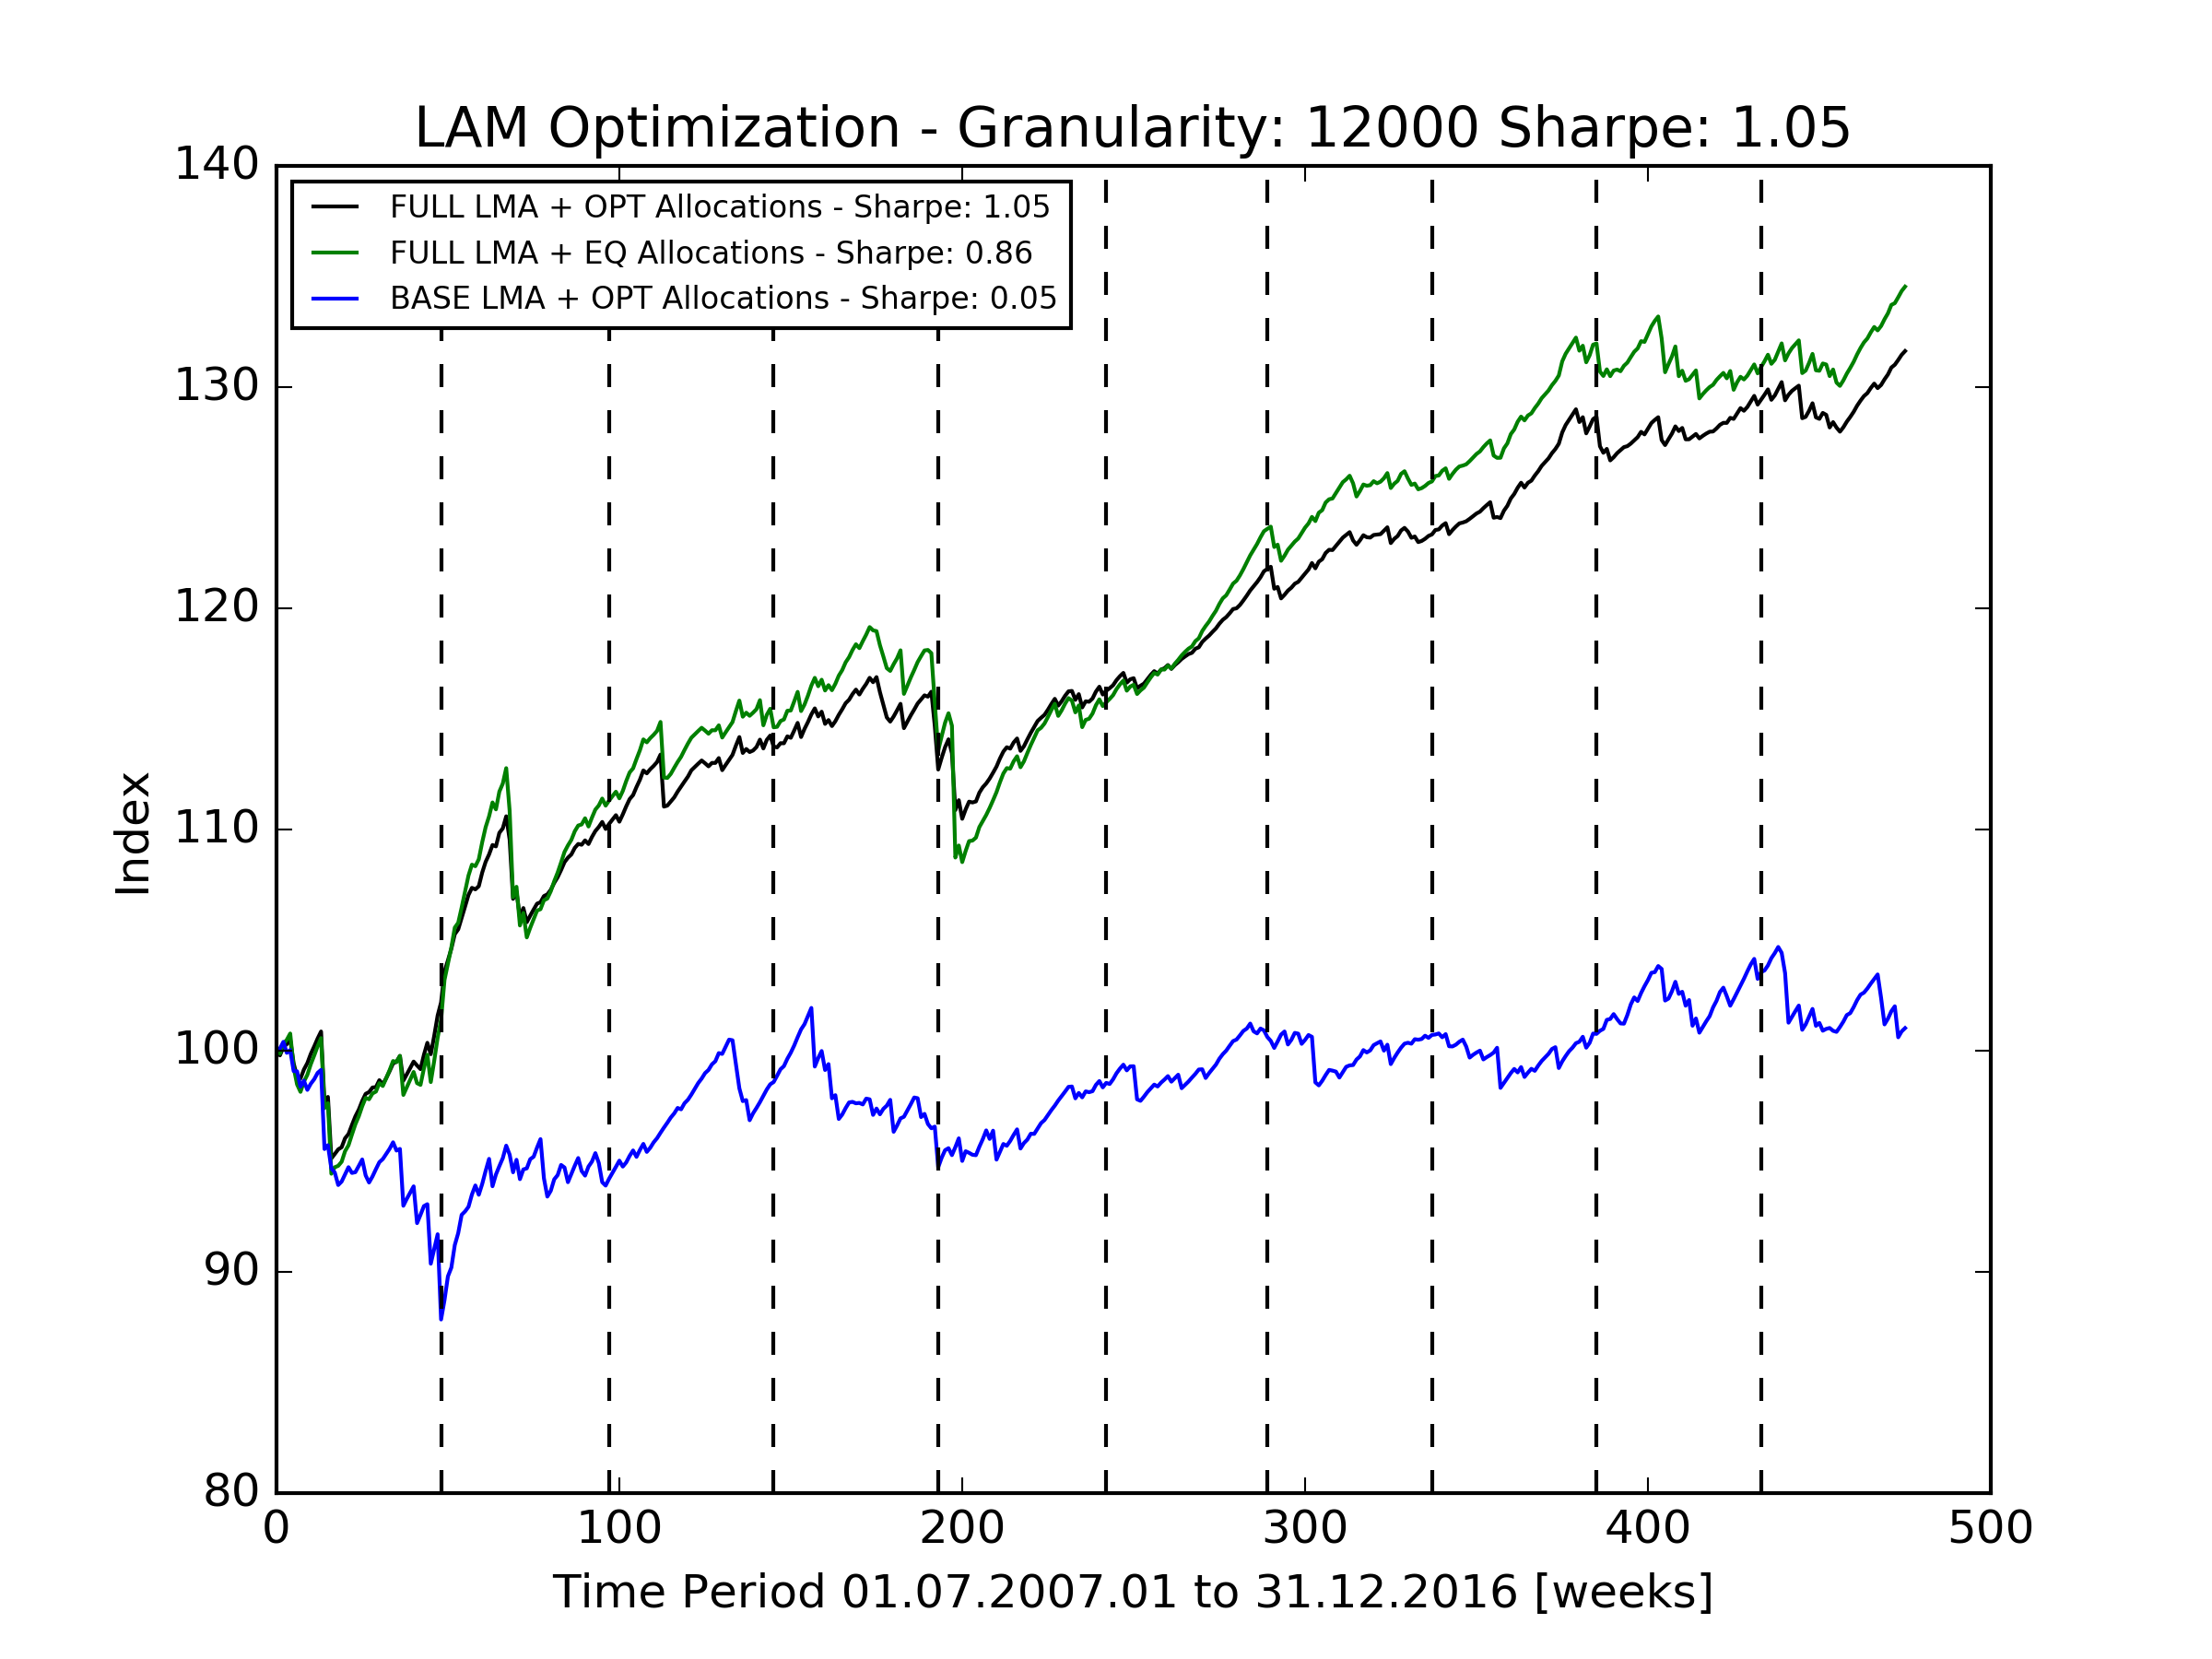 LAM Optimization - Granularity: 12000 Sharpe: 1.05
140
130
120
110
100
90
80
FULL LMA + OPT Allocations - Sharpe: 1.05
FULL LMA + EQ Allocations - Sharpe: 0.86
BASE LMA + OPT Allocations - Sharpe: 0.05
Index
0 100 200 300 400 500
Time Period 01.07.2007.01 to 31.12.2016 [weeks]